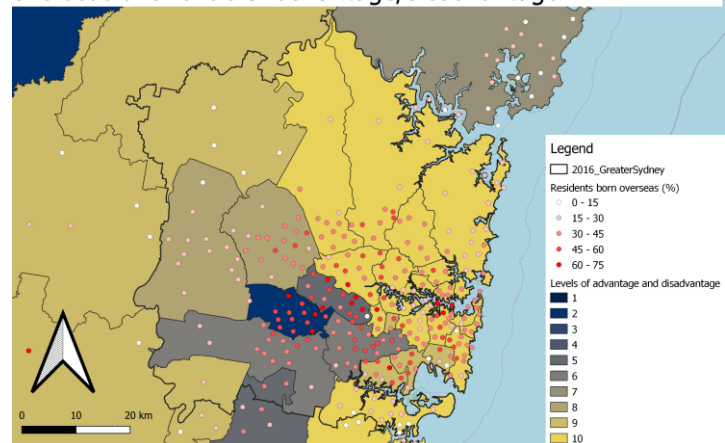 Legend
2016_GreaterSydney
Residents born overseas (%)
0 - 15
15 - 30
30 - 45
45 - 60
60 - 75
Levels of advantage and disadvantage
1
2
3
4
5
6
7
8
9
10
0 10 20 km